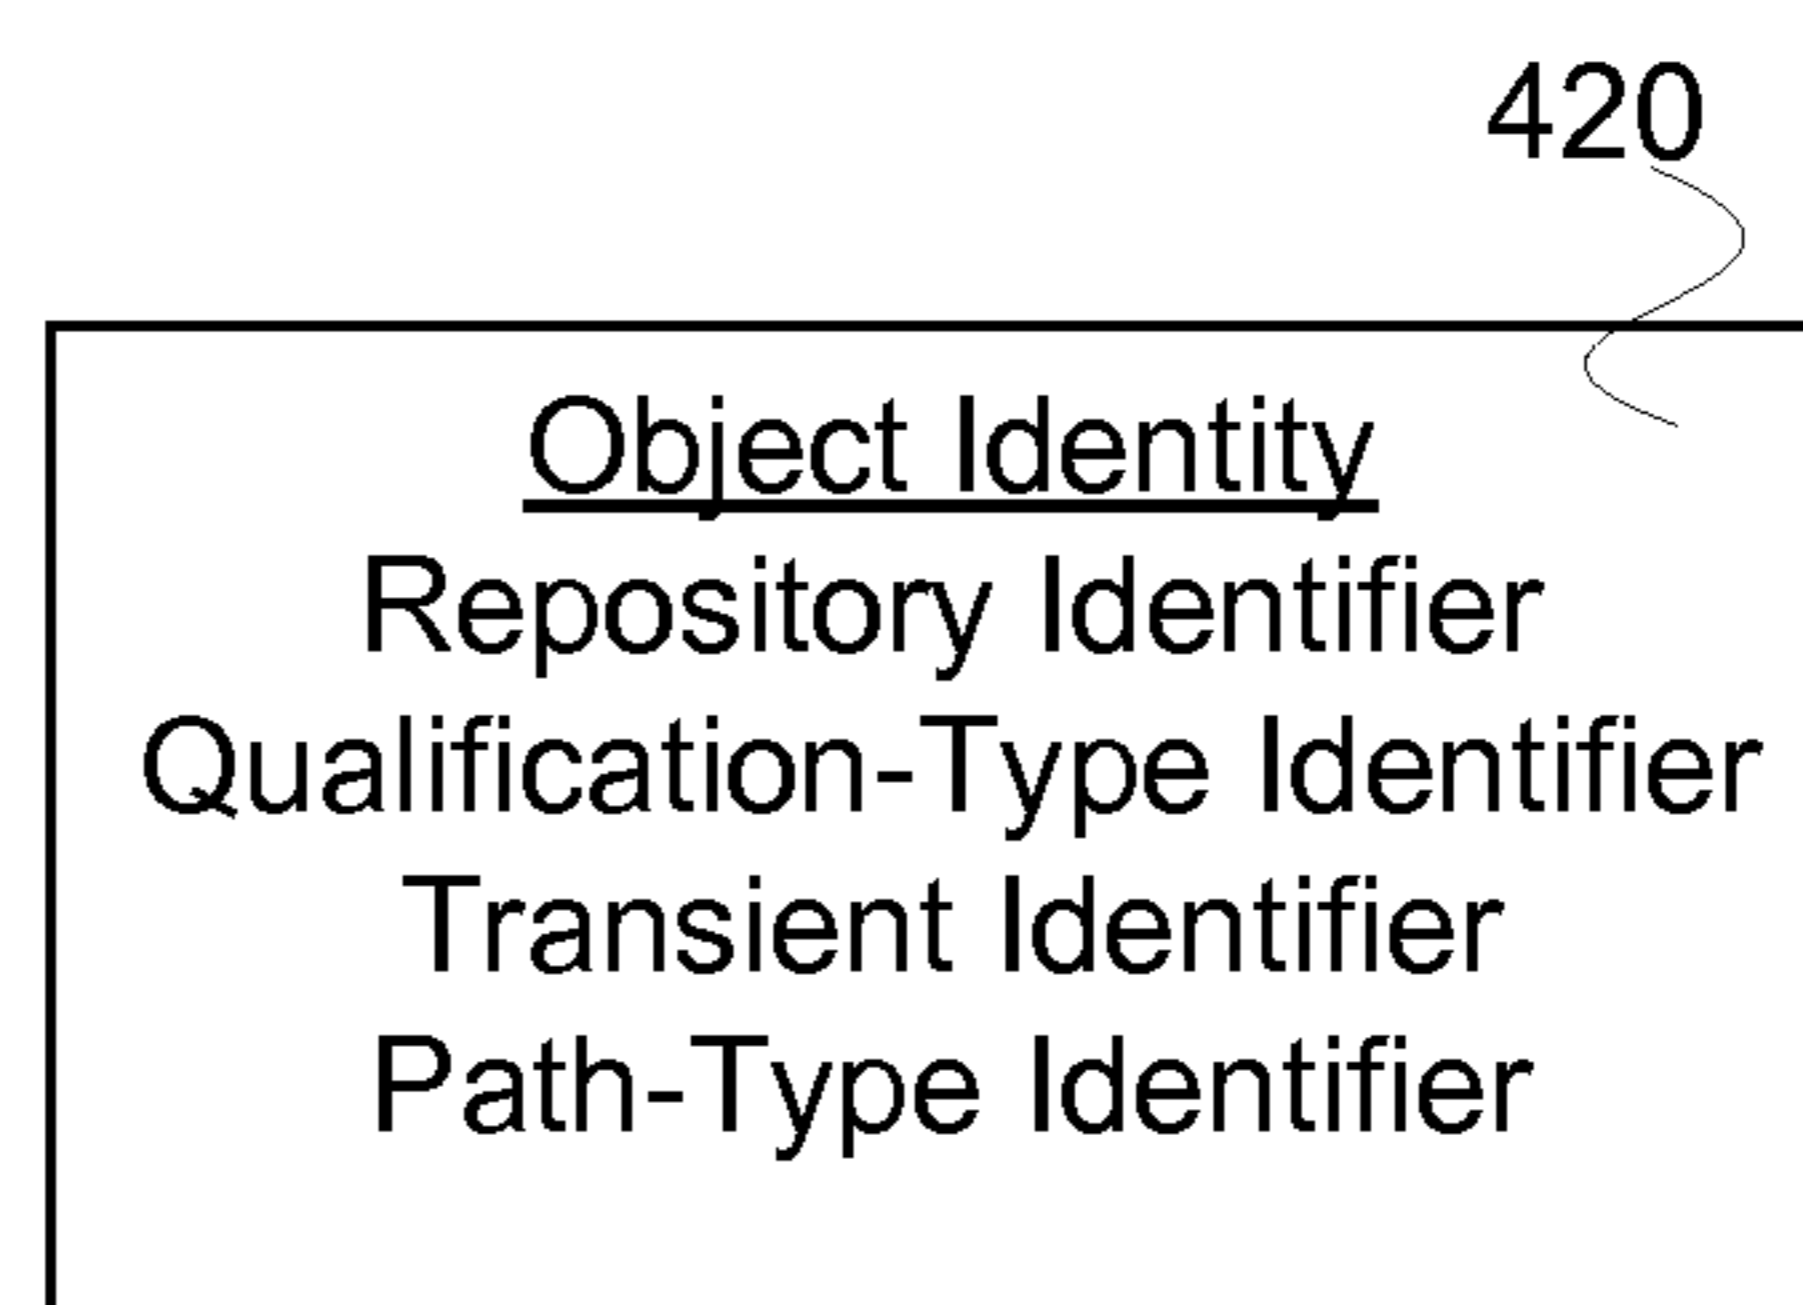 420
Object Identity
Repository Identifier
Qualification-Type Identifier
Transient Identifier
Path-Type Identifier